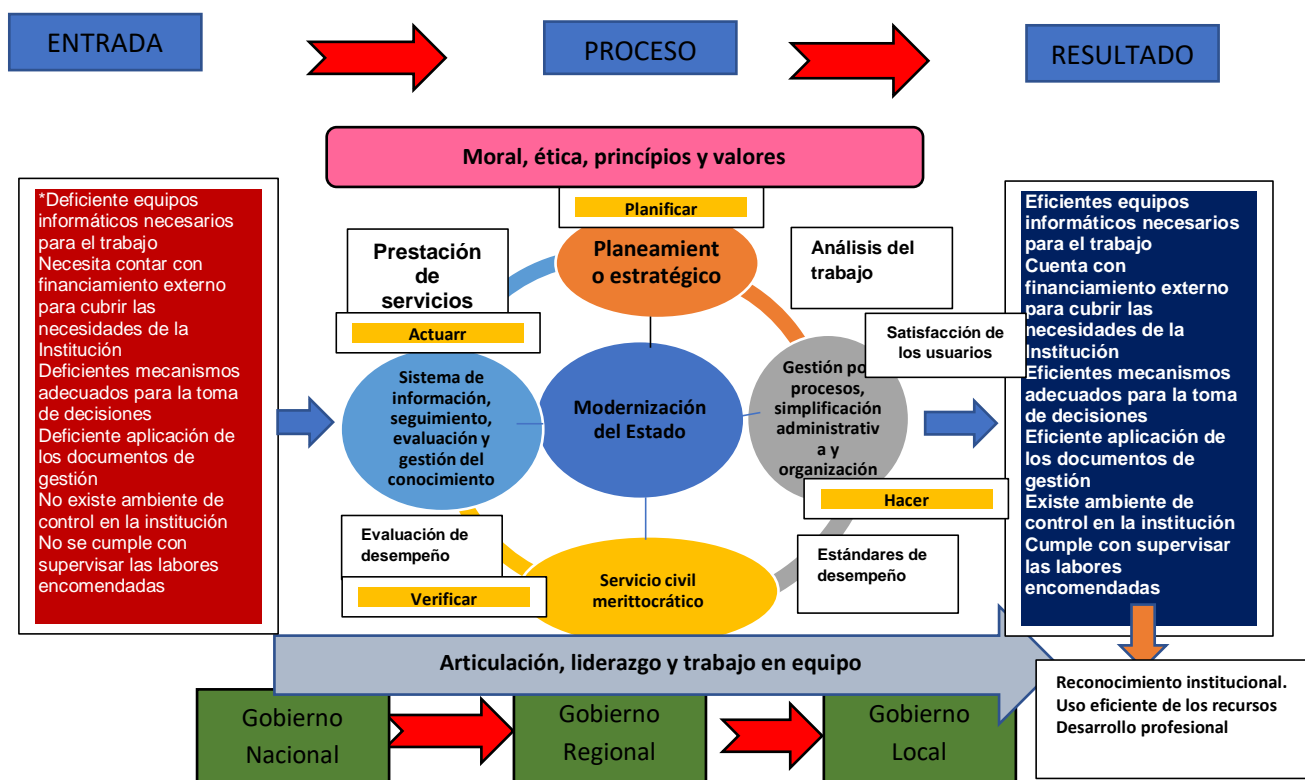 ENTRADA
PROCESO
RESULTADO
Moral, ética, princípios y valores
*Deficiente equipos
informáticos necesarios
para el trabajo
Necesita contar con
financiamiento externo
para cubrir las
necesidades de la
Institución
Deficientes mecanismos
adecuados para la toma
de decisiones
Deficiente aplicación de
los documentos de
gestión
No existe ambiente de
control en la institución
No se cumple con
supervisar las labores
encomendadas
Planificar
Planeamient
o estratégico
Prestación
de
servicios
Actuarr
Análisis del
trabajo
Satisfacción de
los usuarios
Sistema de
información,
seguimiento,
evaluación y
gestión del
conocimiento
Modernización
del Estado
Gestión po
procesos,
simplificación
administrativ
a y
organización
Hacer
Evaluación de
desempeño
Verificar
Servicio civil
merittocrático
Estándares de
desempeño
Eficientes equipos
informáticos necesarios
para el trabajo
Cuenta con
financiamiento externo
para cubrir las
necesidades de la
Institución
Eficientes mecanismos
adecuados para la toma
de decisiones
Eficiente aplicación de
los documentos de
gestión
Existe ambiente de
control en la institución
Cumple con supervisar
las labores
encomendadas
Articulación, liderazgo y trabajo en equipo
Reconocimiento institucional.
Uso eficiente de los recursos
Desarrollo profesional
Gobierno
Nacional
Gobierno
Regional
Gobierno
Local